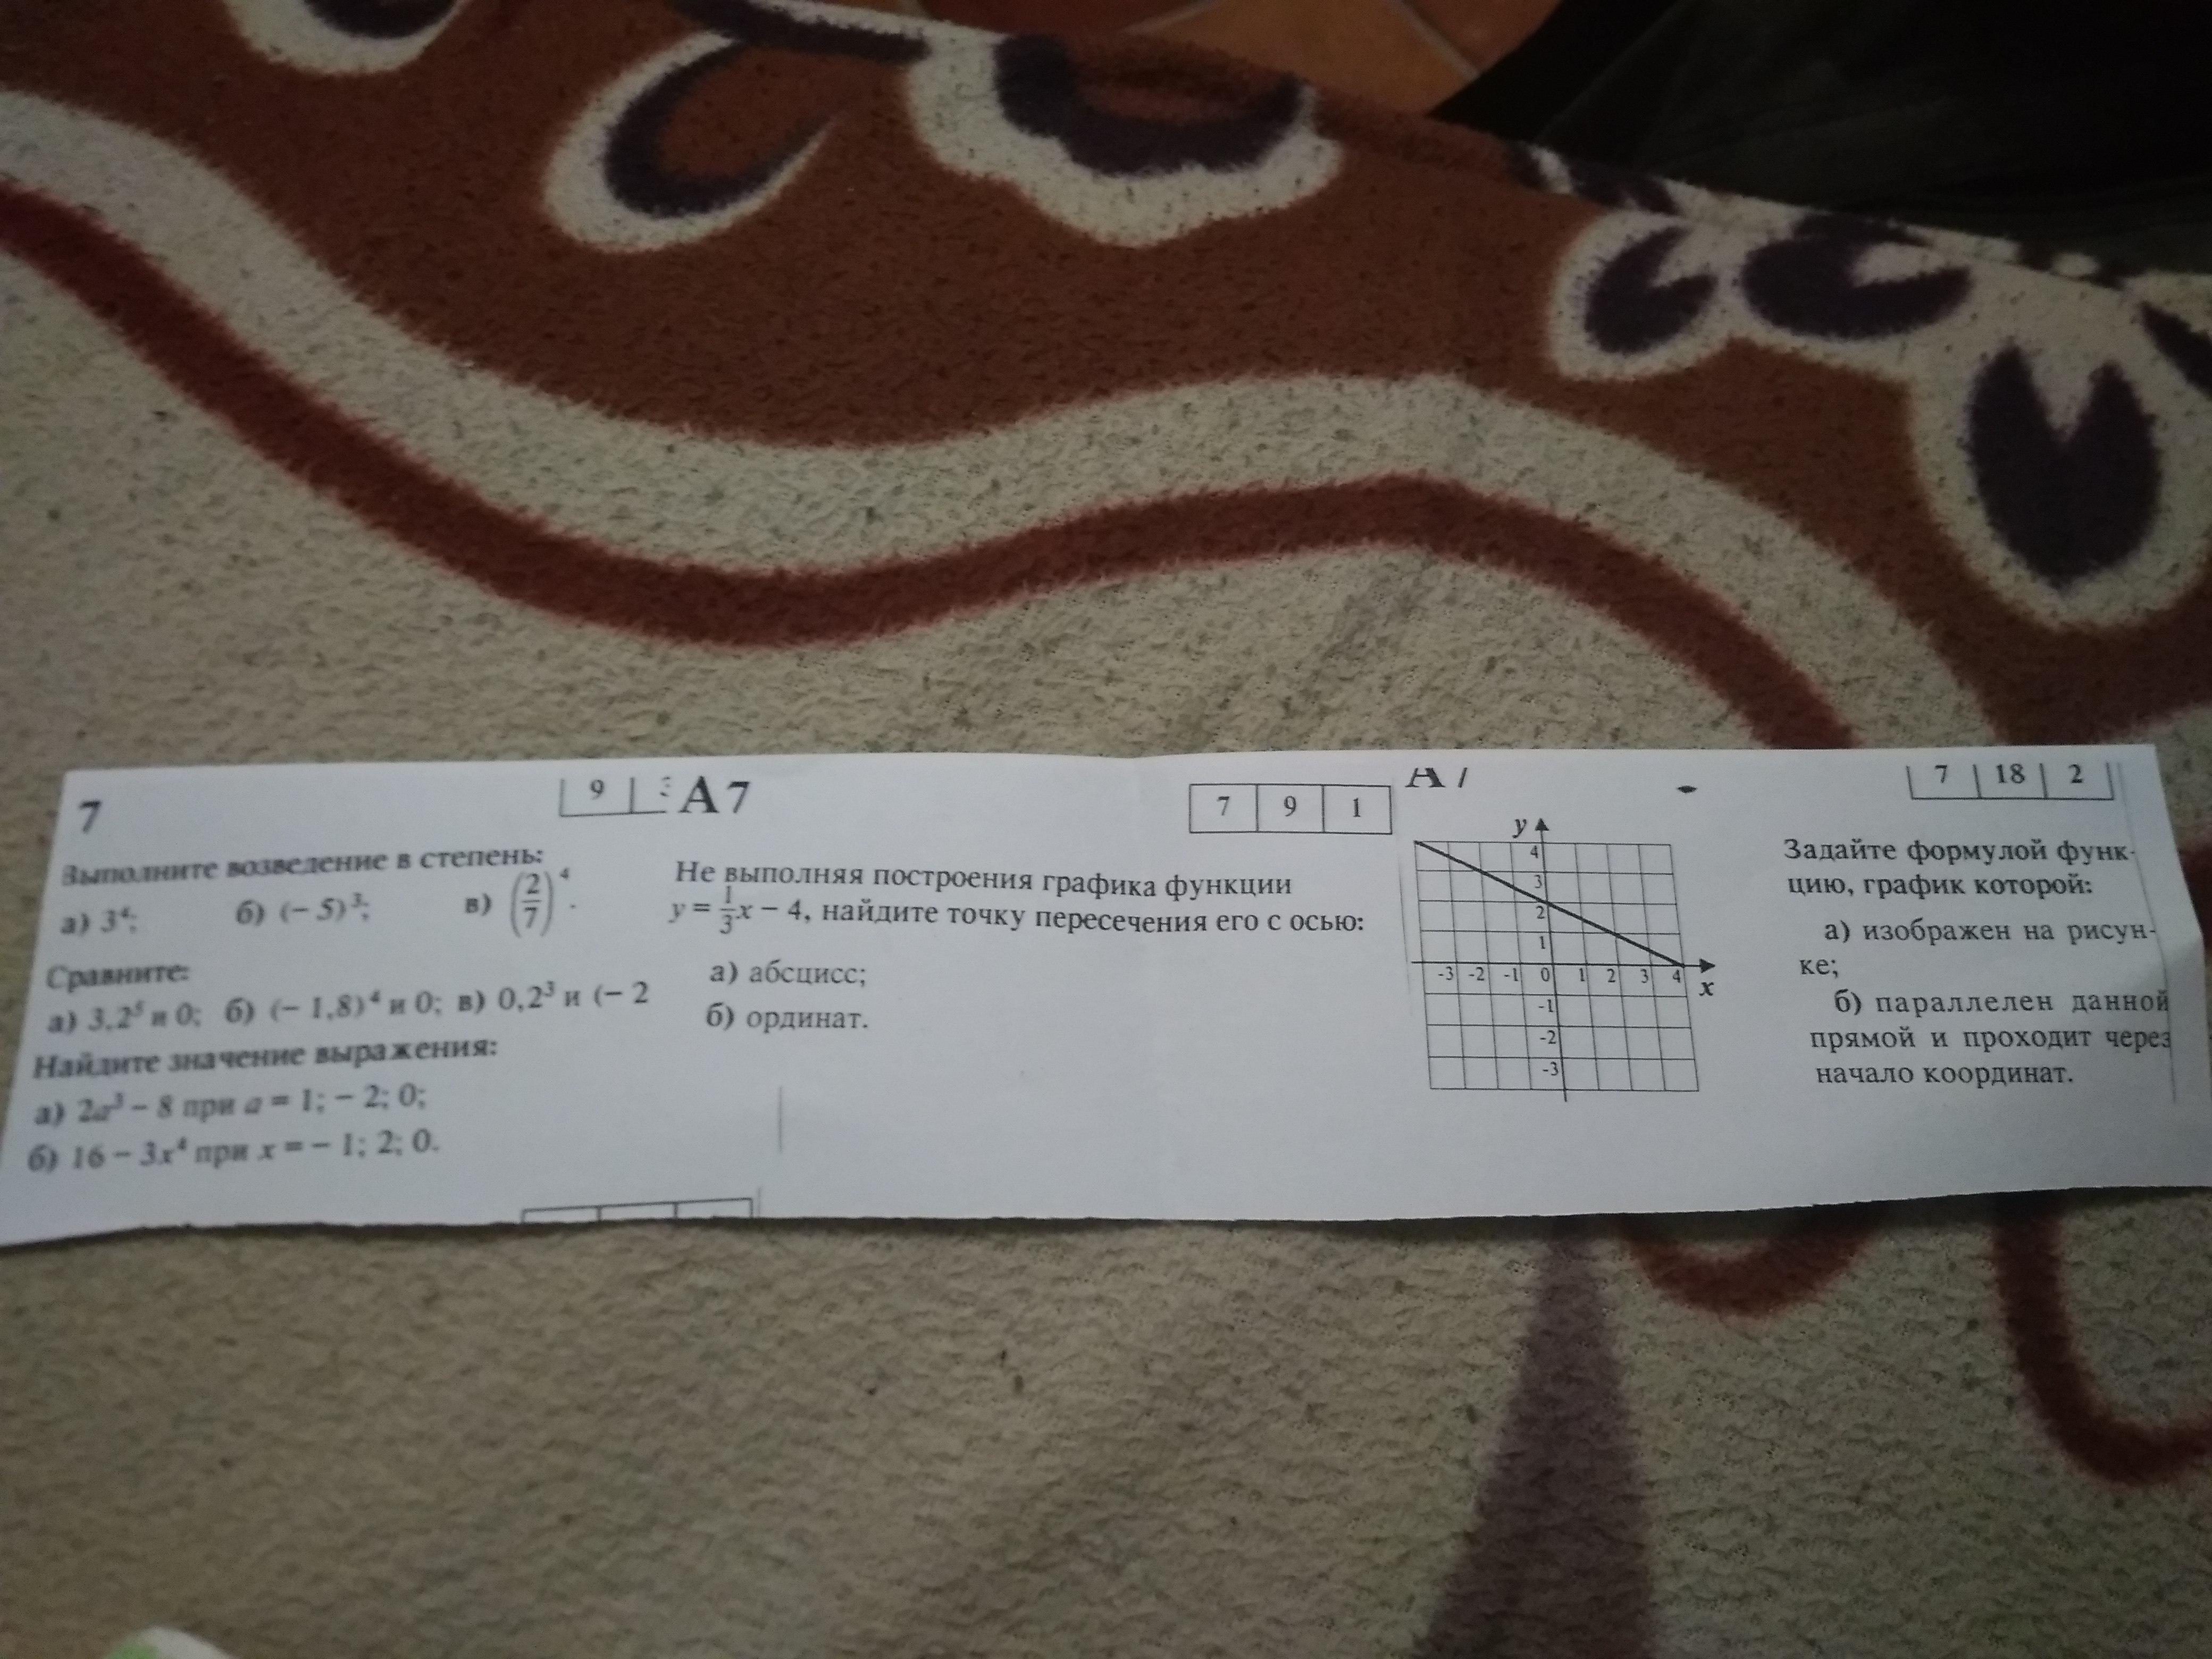 7
9
Выполните возведение в степень:
а) 3⁴; б) (− 5)³; в) (2/7)⁴.
Сравните:
а) 3,2⁵ и 0; б) (− 1,8)⁴ и 0; в) 0,2³ и (− 2
Найдите значение выражения:
а) 2a³ − 8 при a = 1; − 2; 0;
б) 16 − 3x⁴ при x = − 1; 2; 0.
А 7
7 9 1
Не выполняя построения графика функции
y = 1/3 x − 4, найдите точку пересечения его с осью:
а) абсцисс;
б) ординат.
А 7
7 18 2
y
4
3
2
1
-3 -2 -1 0 1 2 3 4
x
-1
-2
-3
Задайте формулой функ-
цию, график которой:
а) изображен на рисун-
ке;
б) параллелен данной
прямой и проходит через
начало координат.